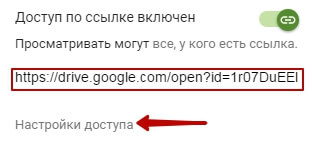 Доступ по ссылке включен
Просматривать могут все, у кого есть ссылка.
https://drive.google.com/open?id=1r07DuEEl
Настройки доступа